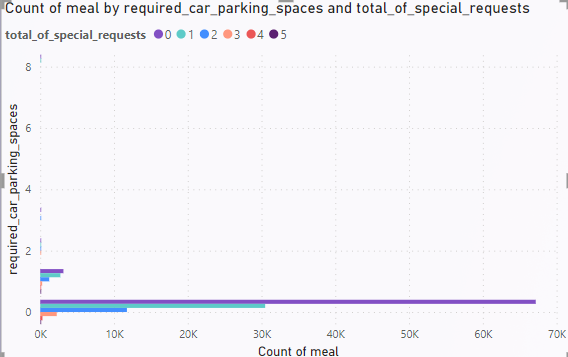 Count of meal by required_car_parking_spaces and total_of_special_requests
total_of_special_requests 0 1 2 3 4 5
required_car_parking_spaces
8
6
4
2
0
0K 10K 20K 30K 40K 50K 60K 70K
Count of meal